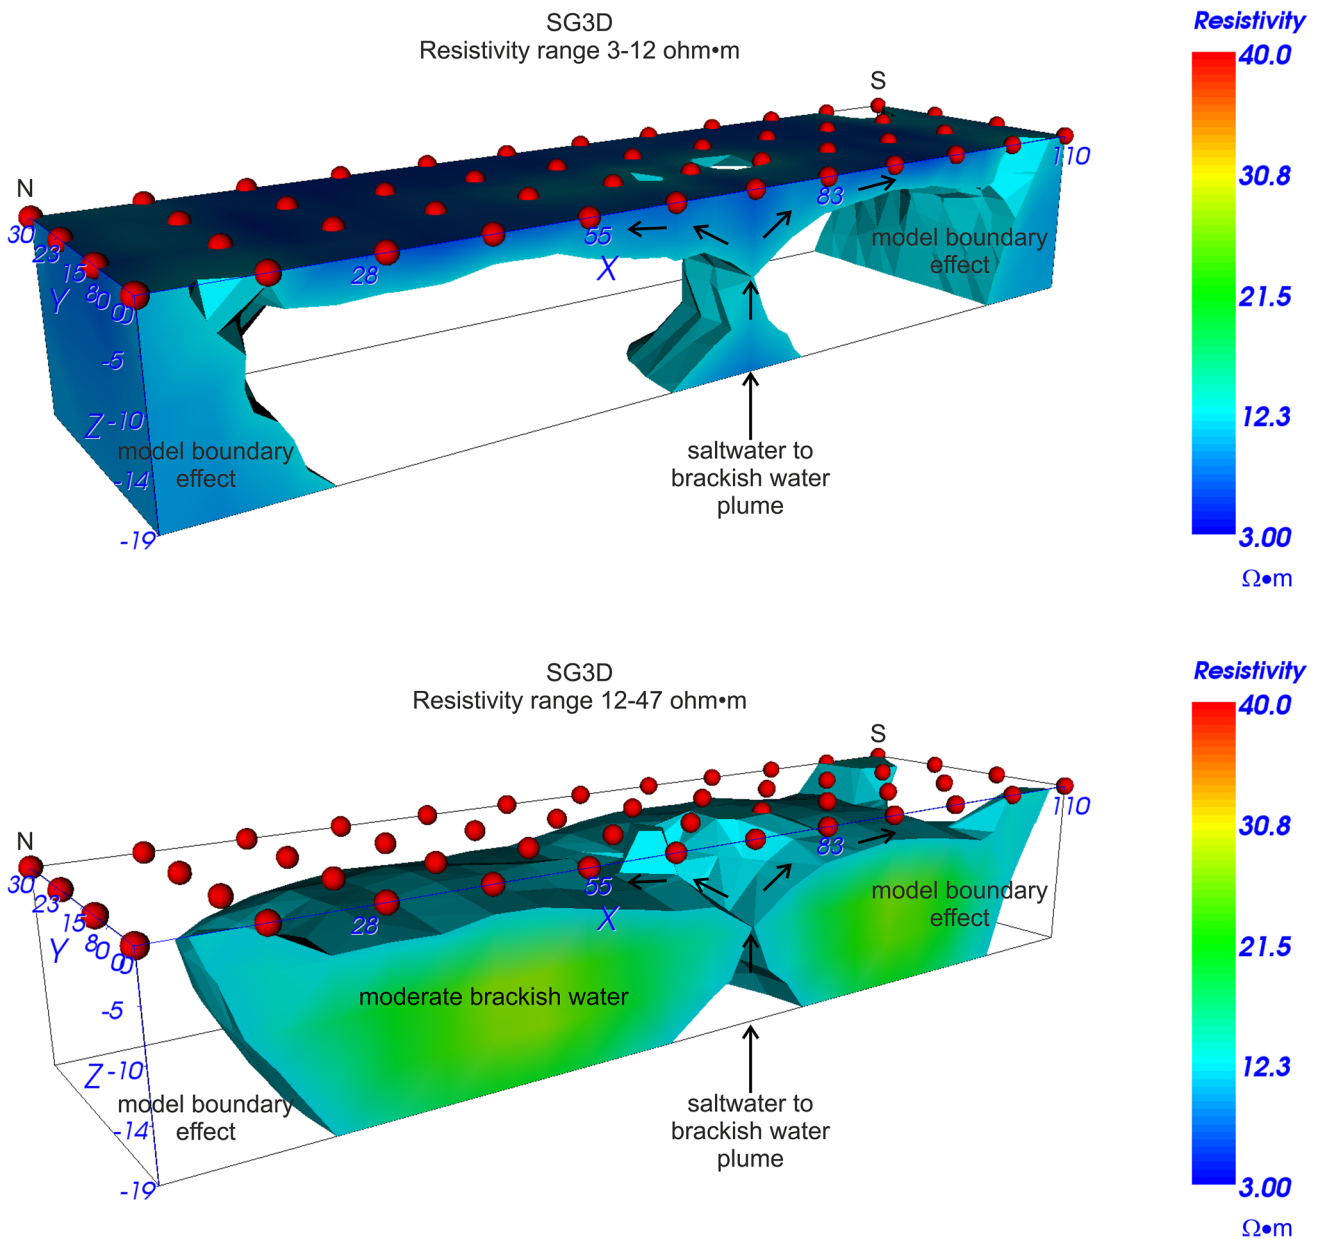 SG3D
Resistivity range 3-12 ohm•m
Resistivity
40.0
30.8
21.5
12.3
3.00
Ω•m
S
N
110
83
55
28
X
30
23
15
8.0
0.0
0
Y
-5
Z
-10
-14
-19
model boundary
effect
model boundary
effect
saltwater to
brackish water
plume
SG3D
Resistivity range 12-47 ohm•m
Resistivity
40.0
30.8
21.5
12.3
3.00
Ω•m
S
N
110
83
55
28
X
30
23
15
8.0
0.0
0
Y
-5
Z
-10
-14
-19
model boundary
effect
moderate brackish water
model boundary
effect
saltwater to
brackish water
plume